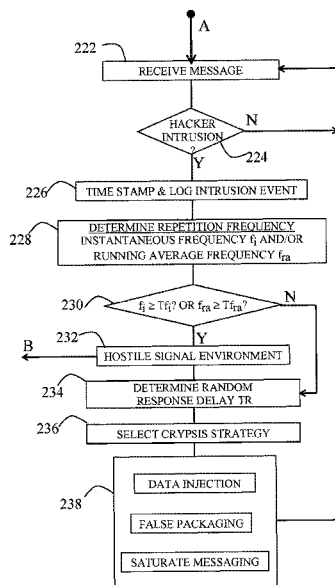 A
222
RECEIVE MESSAGE
HACKER
INTRUSION
?
N
224
Y
226
TIME STAMP & LOG INTRUSION EVENT
228
DETERMINE REPETITION FREQUENCY
INSTANTANEOUS FREQUENCY fi AND/OR
RUNNING AVERAGE FREQUENCY fra
230
fi ≥ Tfi? OR fra ≥ Tfra?
N
232
Y
B
HOSTILE SIGNAL ENVIRONMENT
234
DETERMINE RANDOM
RESPONSE DELAY TR
236
SELECT CRYPSIS STRATEGY
238
DATA INJECTION
FALSE PACKAGING
SATURATE MESSAGING